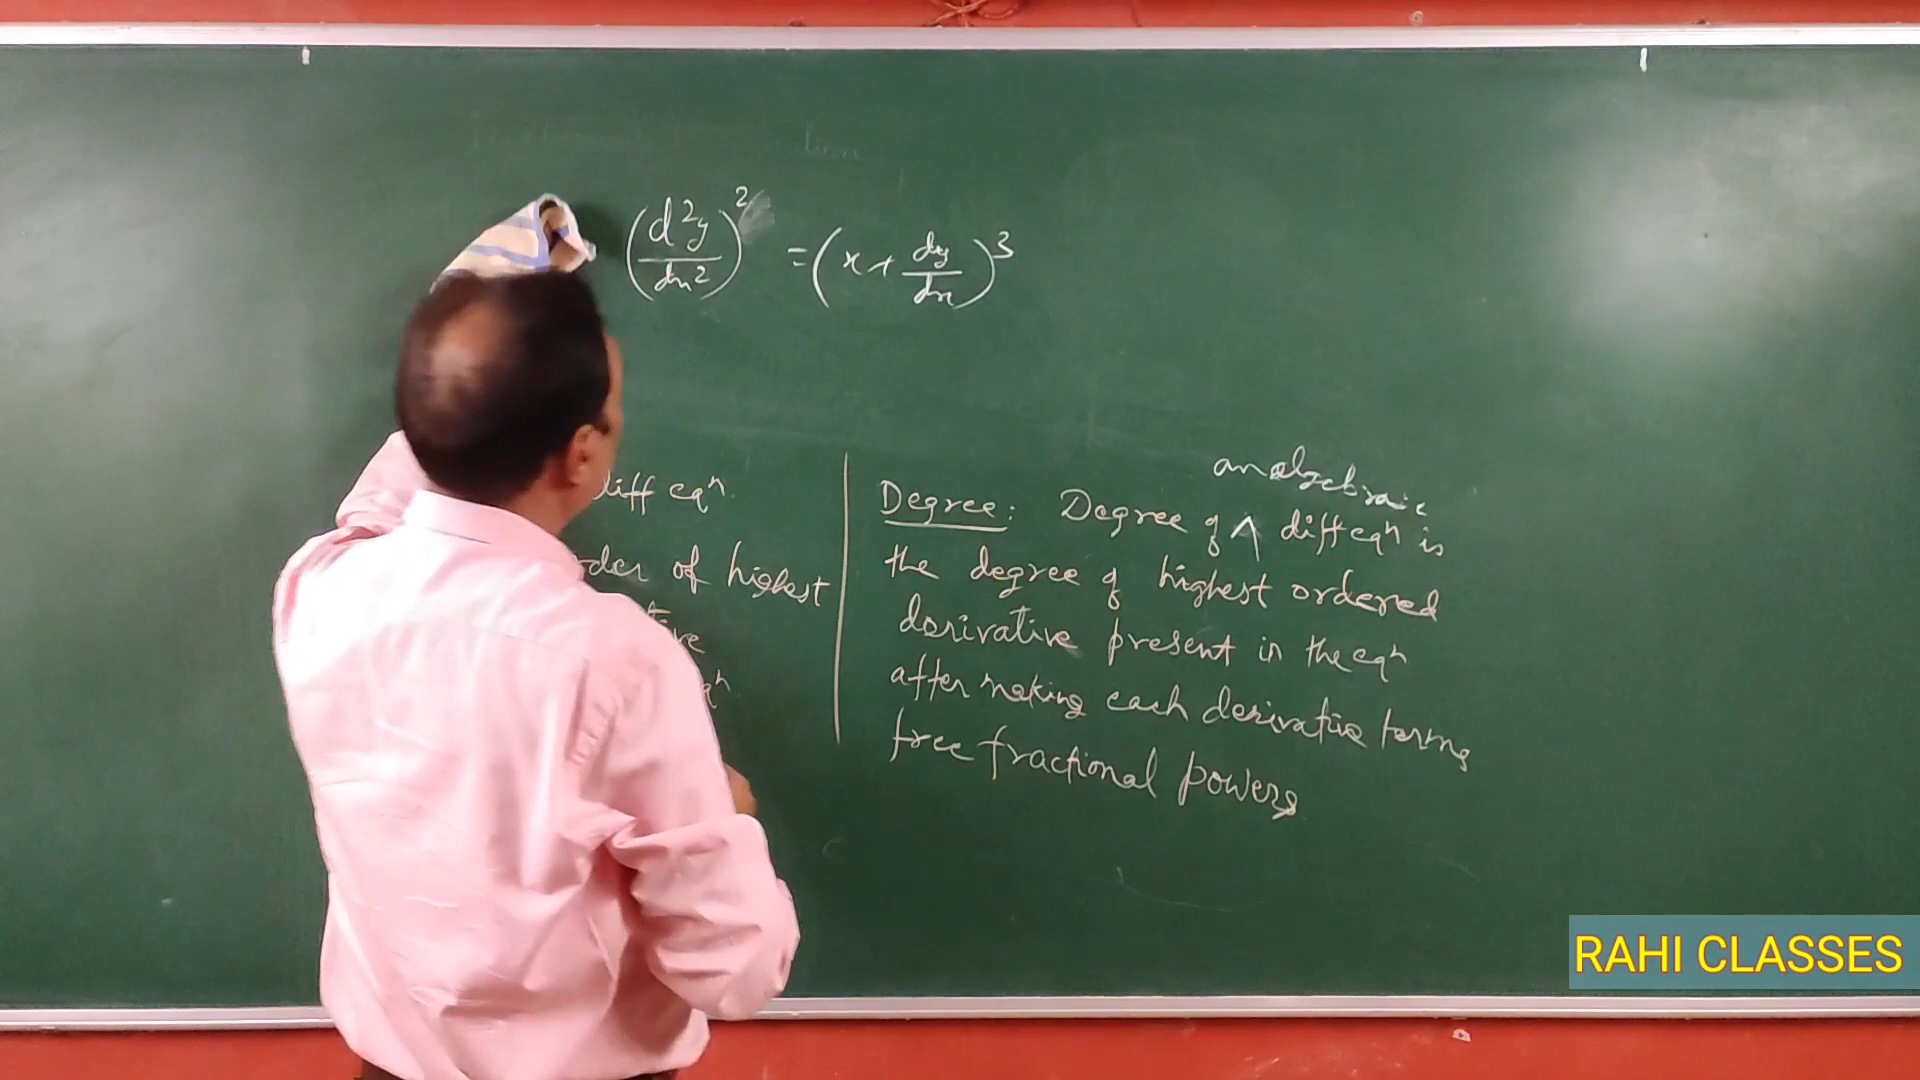 (d²y/dx²)² = (x + dy/dx)³
diff eqⁿ.
of highest
eqⁿ.
an algebraic
Degree: Degree of ∧ diff eqⁿ is
the degree of highest ordered
derivative present in the eqⁿ
after making each derivative terms
free fractional powers
RAHI CLASSES